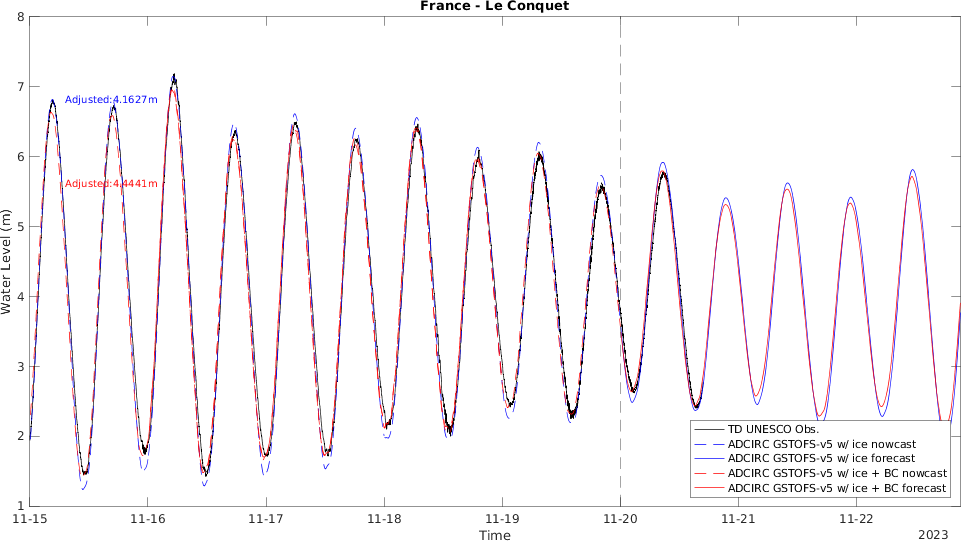 France - Le Conquet
8
7
6
5
4
3
2
1
Water Level (m)
Adjusted:4.1627m
Adjusted:4.4441m
TD UNESCO Obs.
ADCIRC GSTOFS-v5 w/ ice nowcast
ADCIRC GSTOFS-v5 w/ ice forecast
ADCIRC GSTOFS-v5 w/ ice + BC nowcast
ADCIRC GSTOFS-v5 w/ ice + BC forecast
11-15 11-16 11-17 11-18 11-19 11-20 11-21 11-22
Time
2023